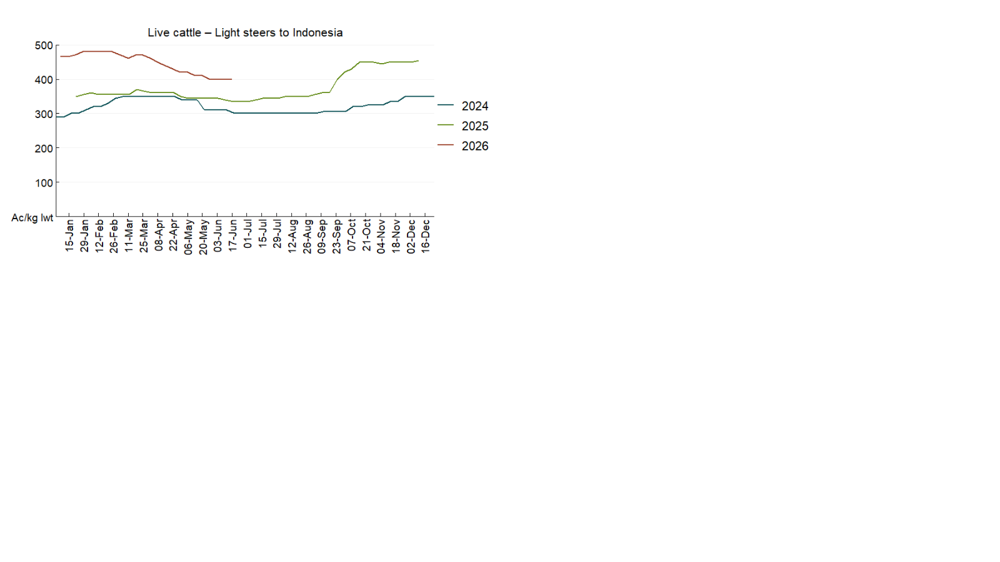 Live cattle – Light steers to Indonesia
500
400
300
200
100
Ac/kg lwt
15-Jan
29-Jan
12-Feb
26-Feb
11-Mar
25-Mar
08-Apr
22-Apr
06-May
20-May
03-Jun
17-Jun
01-Jul
15-Jul
29-Jul
12-Aug
26-Aug
09-Sep
23-Sep
07-Oct
21-Oct
04-Nov
18-Nov
02-Dec
16-Dec
2024
2025
2026